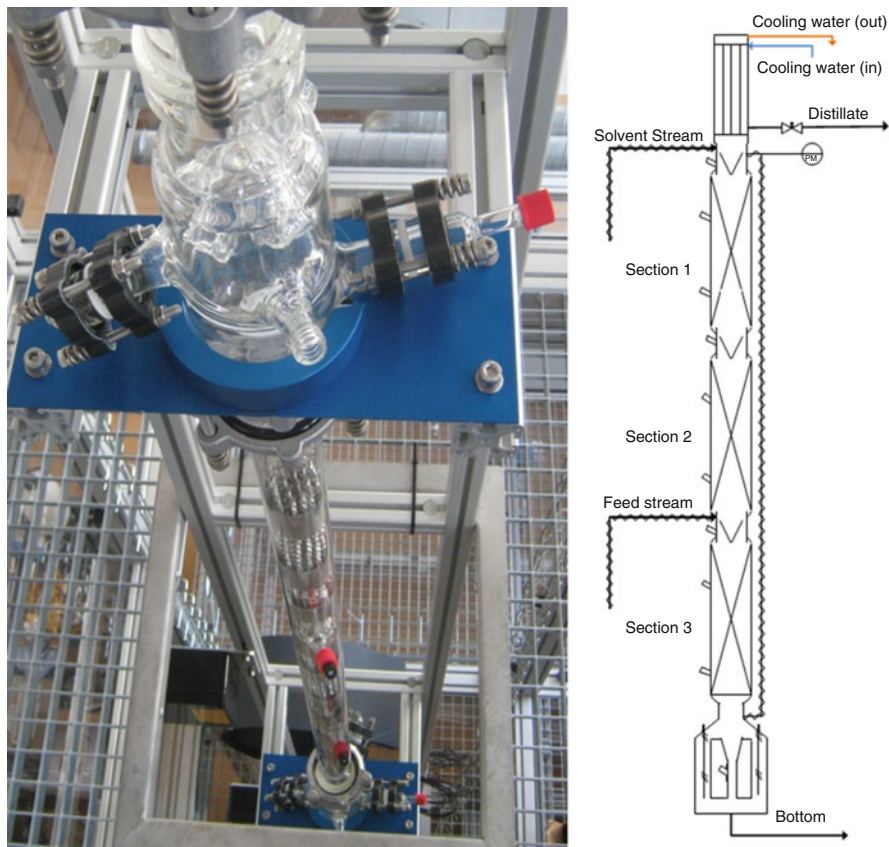 Cooling water (out)
Cooling water (in)
Distillate
Solvent Stream
PM
Section 1
Section 2
Feed stream
Section 3
Bottom